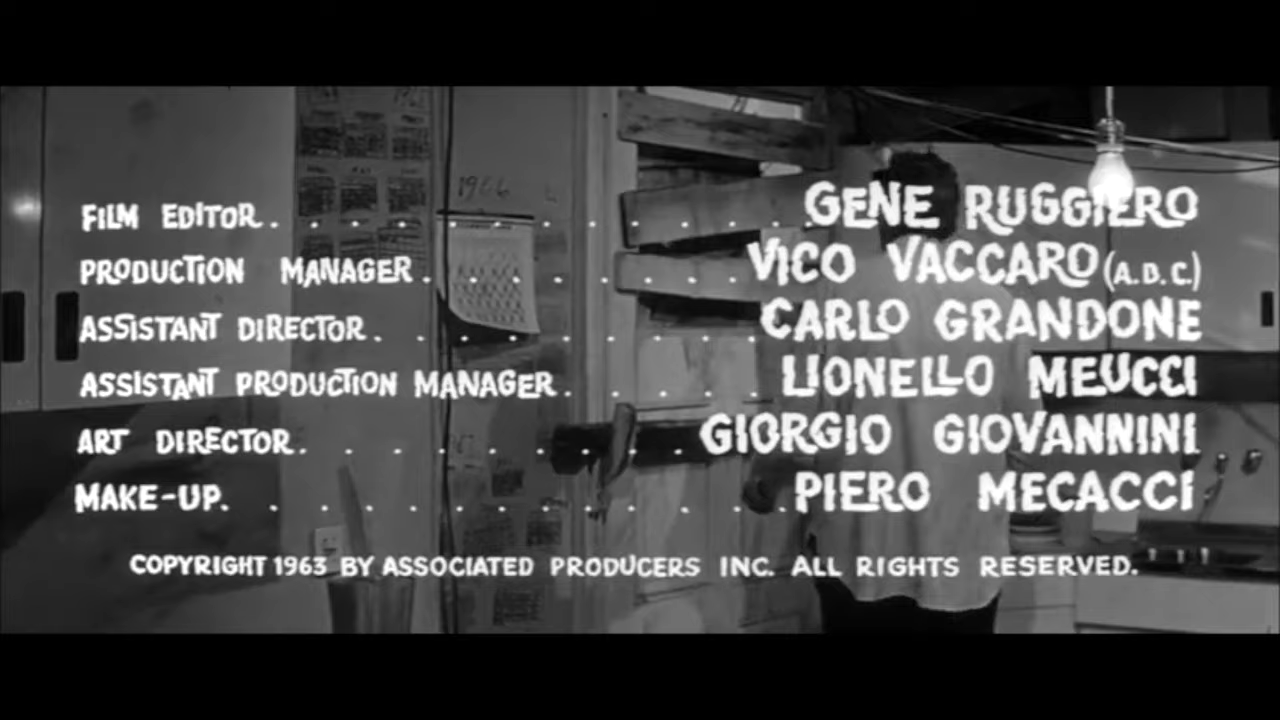 FILM EDITOR. . . . . . . . . . . . GENE RUGGIERO
PRODUCTION MANAGER. . . . . . . . VICO VACCARO (A.D.C.)
ASSISTANT DIRECTOR. . . . . . . . . CARLO GRANDONE
ASSISTANT PRODUCTION MANAGER. . . . . LIONELLO MEUCCI
ART DIRECTOR. . . . . . . . . GIORGIO GIOVANNINI
MAKE-UP. . . . . . . . . . . . . PIERO MECACCI
COPYRIGHT 1963 BY ASSOCIATED PRODUCERS INC. ALL RIGHTS RESERVED.